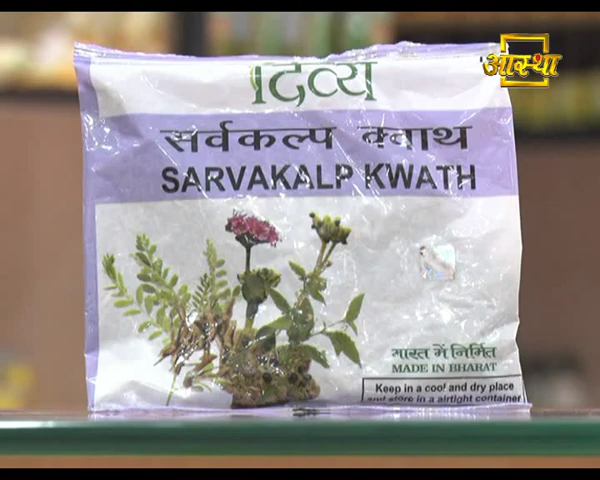 आस्था
दिव्य
सर्वकल्प क्वाथ
SARVAKALP KWATH
भारत में निर्मित
MADE IN BHARAT
Keep in a cool and dry place
and store in a airtight container